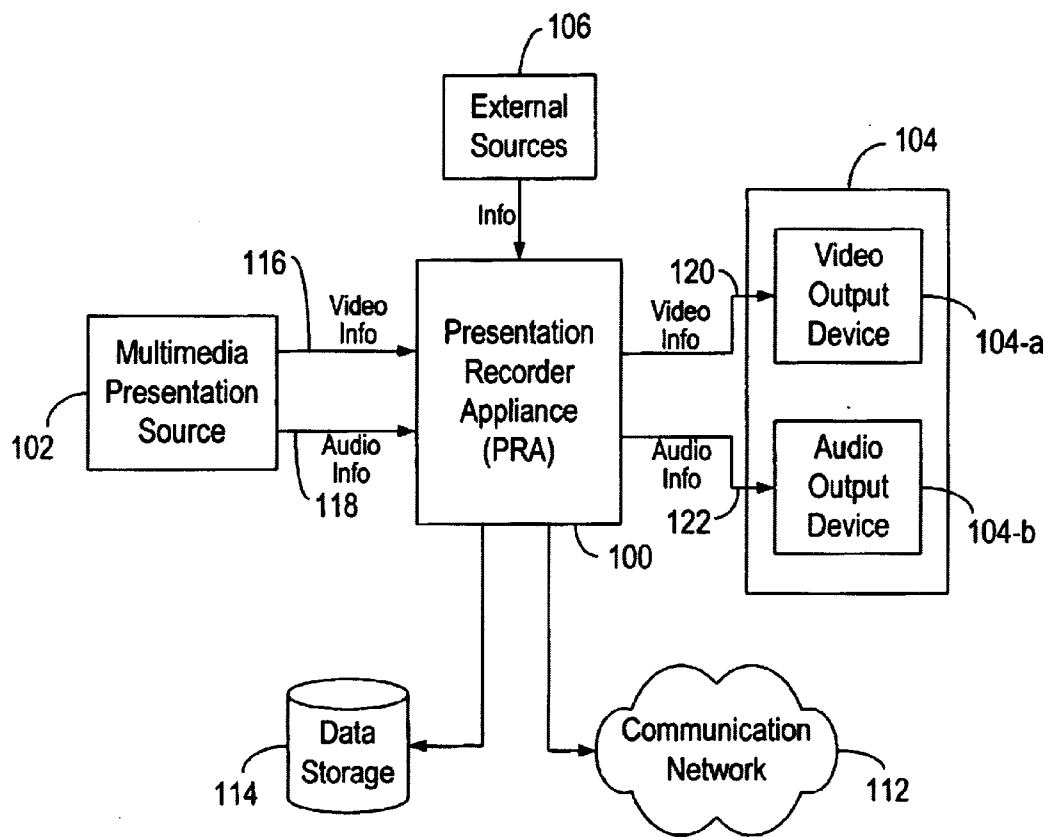 106
External
Sources
Info
104
116
Video
Info
120
Video
Info
Video
Output
Device
104-a
Multimedia
Presentation
Source
102
Presentation
Recorder
Appliance
(PRA)
Audio
Info
118
Audio
Info
122
Audio
Output
Device
104-b
100
Data
Storage
114
Communication
Network
112